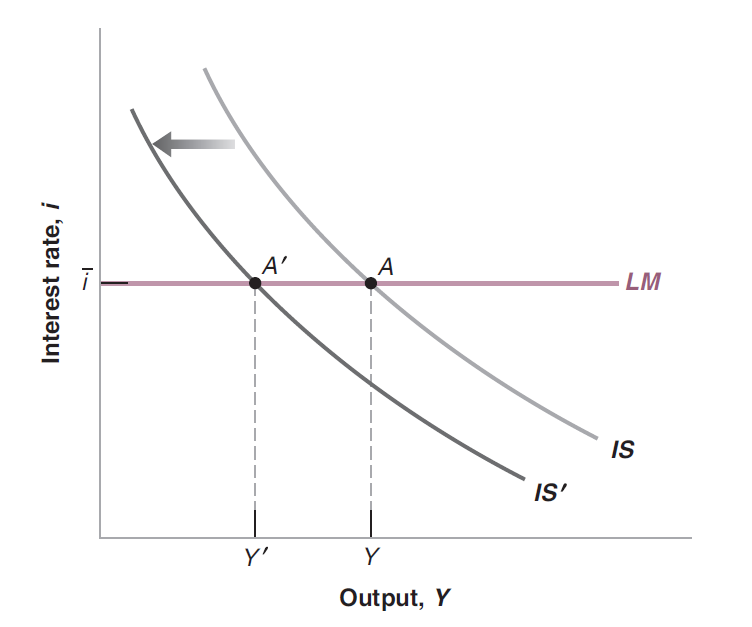 Interest rate, i
i̅
A′
A
LM
IS
IS′
Y′
Y
Output, Y